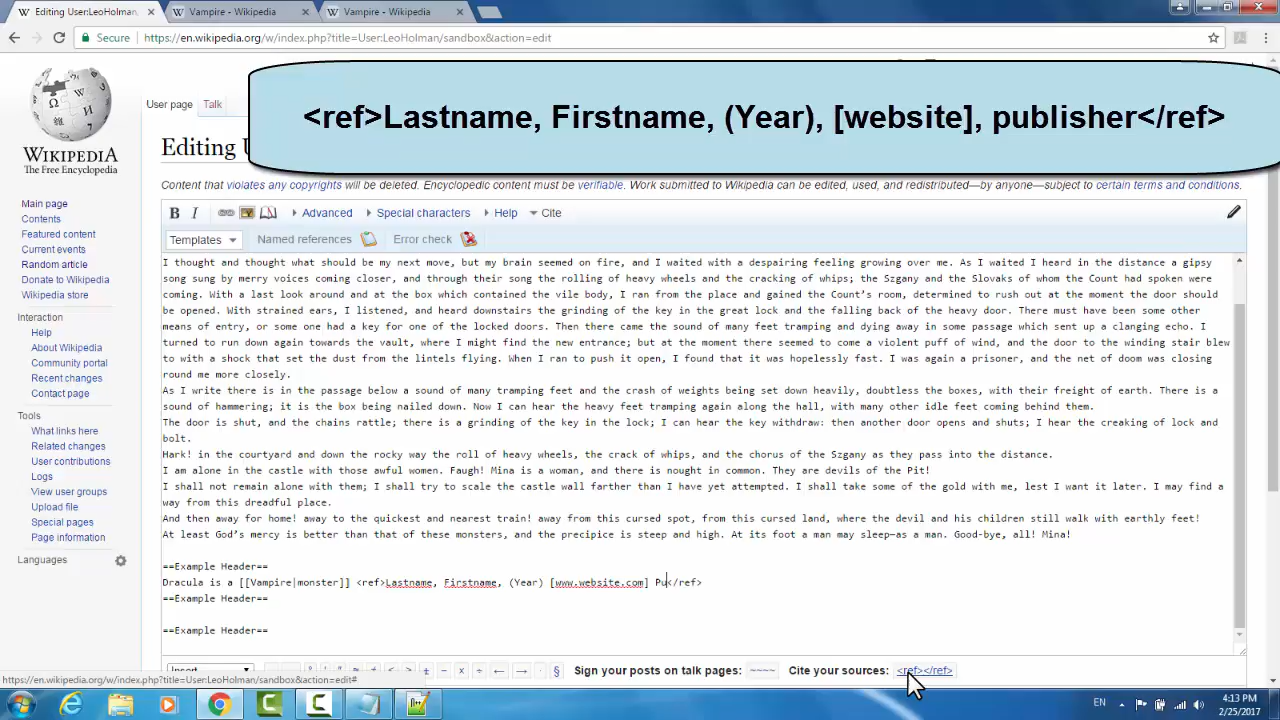 Editing User:LeoHolman/
Vampire - Wikipedia
Vampire - Wikipedia
Secure
https://en.wikipedia.org/w/index.php?title=User:LeoHolman/sandbox&action=edit
<ref>Lastname, Firstname, (Year), [website], publisher</ref>
User page
Talk
WIKIPEDIA
The Free Encyclopedia
Editing
Content that violates any copyrights will be deleted. Encyclopedic content must be verifiable. Work submitted to Wikipedia can be edited, used, and redistributed—by anyone—subject to certain terms and conditions.
Main page
Contents
Featured content
Current events
Random article
Donate to Wikipedia
Wikipedia store
Interaction
Help
About Wikipedia
Community portal
Recent changes
Contact page
Tools
What links here
Related changes
User contributions
Logs
View user groups
Upload file
Special pages
Page information
Languages
B I Advanced Special characters Help Cite
Templates Named references Error check
I thought and thought what should be my next move, but my brain seemed on fire, and I waited with a despairing feeling growing over me. As I waited I heard in the distance a gipsy
song sung by merry voices coming closer, and through their song the rolling of heavy wheels and the cracking of whips; the Szgany and the Slovaks of whom the Count had spoken were
coming. With a last look around and at the box which contained the vile body, I ran from the place and gained the Count's room, determined to rush out at the moment the door should
be opened. With strained ears, I listened, and heard downstairs the grinding of the key in the great lock and the falling back of the heavy door. There must have been some other
means of entry, or some one had a key for one of the locked doors. Then there came the sound of many feet tramping and dying away in some passage which sent up a clanging echo. I
turned to run down again towards the vault, where I might find the new entrance; but at the moment there seemed to come a violent puff of wind, and the door to the winding stair blew
to with a shock that set the dust from the lintels flying. When I ran to push it open, I found that it was hopelessly fast. I was again a prisoner, and the net of doom was closing
round me more closely.
As I write there is in the passage below a sound of many tramping feet and the crash of weights being set down heavily, doubtless the boxes, with their freight of earth. There is a
sound of hammering; it is the box being nailed down. Now I can hear the heavy feet tramping again along the hall, with many other idle feet coming behind them.
The door is shut, and the chains rattle; there is a grinding of the key in the lock; I can hear the key withdraw: then another door opens and shuts; I hear the creaking of lock and
bolt.
Hark! in the courtyard and down the rocky way the roll of heavy wheels, the crack of whips, and the chorus of the Szgany as they pass into the distance.
I am alone in the castle with those awful women. Faugh! Mina is a woman, and there is nought in common. They are devils of the Pit!
I shall not remain alone with them; I shall try to scale the castle wall farther than I have yet attempted. I shall take some of the gold with me, lest I want it later. I may find a
way from this dreadful place.
And then away for home! away to the quickest and nearest train! away from this cursed spot, from this cursed land, where the devil and his children still walk with earthly feet!
At least God's mercy is better than that of these monsters, and the precipice is steep and high. At its foot a man may sleep—as a man. Good-bye, all! Mina!
==Example Header==
Dracula is a [[Vampire|monster]] <ref>Lastname, Firstname, (Year) [www.website.com] Pu</ref>
==Example Header==
==Example Header==
Insert
Sign your posts on talk pages: ~~~~ Cite your sources: <ref></ref>
https://en.wikipedia.org/w/index.php?title=User:LeoHolman/sandbox&action=edit#
EN
4:13 PM
2/25/2017